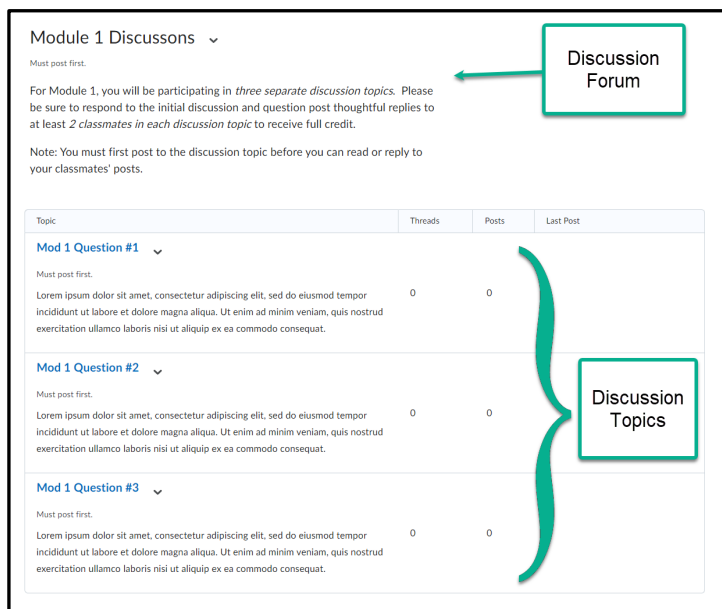 Module 1 Discussons
Must post first.
For Module 1, you will be participating in three separate discussion topics. Please
be sure to respond to the initial discussion and question post thoughtful replies to
at least 2 classmates in each discussion topic to receive full credit.
Note: You must first post to the discussion topic before you can read or reply to
your classmates' posts.
Discussion
Forum
Topic Threads Posts Last Post
Mod 1 Question #1
Must post first.
Lorem ipsum dolor sit amet, consectetur adipiscing elit, sed do eiusmod tempor
incididunt ut labore et dolore magna aliqua. Ut enim ad minim veniam, quis nostrud
exercitation ullamco laboris nisi ut aliquip ex ea commodo consequat.
0 0
Mod 1 Question #2
Must post first.
Lorem ipsum dolor sit amet, consectetur adipiscing elit, sed do eiusmod tempor
incididunt ut labore et dolore magna aliqua. Ut enim ad minim veniam, quis nostrud
exercitation ullamco laboris nisi ut aliquip ex ea commodo consequat.
0 0
Discussion
Topics
Mod 1 Question #3
Must post first.
Lorem ipsum dolor sit amet, consectetur adipiscing elit, sed do eiusmod tempor
incididunt ut labore et dolore magna aliqua. Ut enim ad minim veniam, quis nostrud
exercitation ullamco laboris nisi ut aliquip ex ea commodo consequat.
0 0